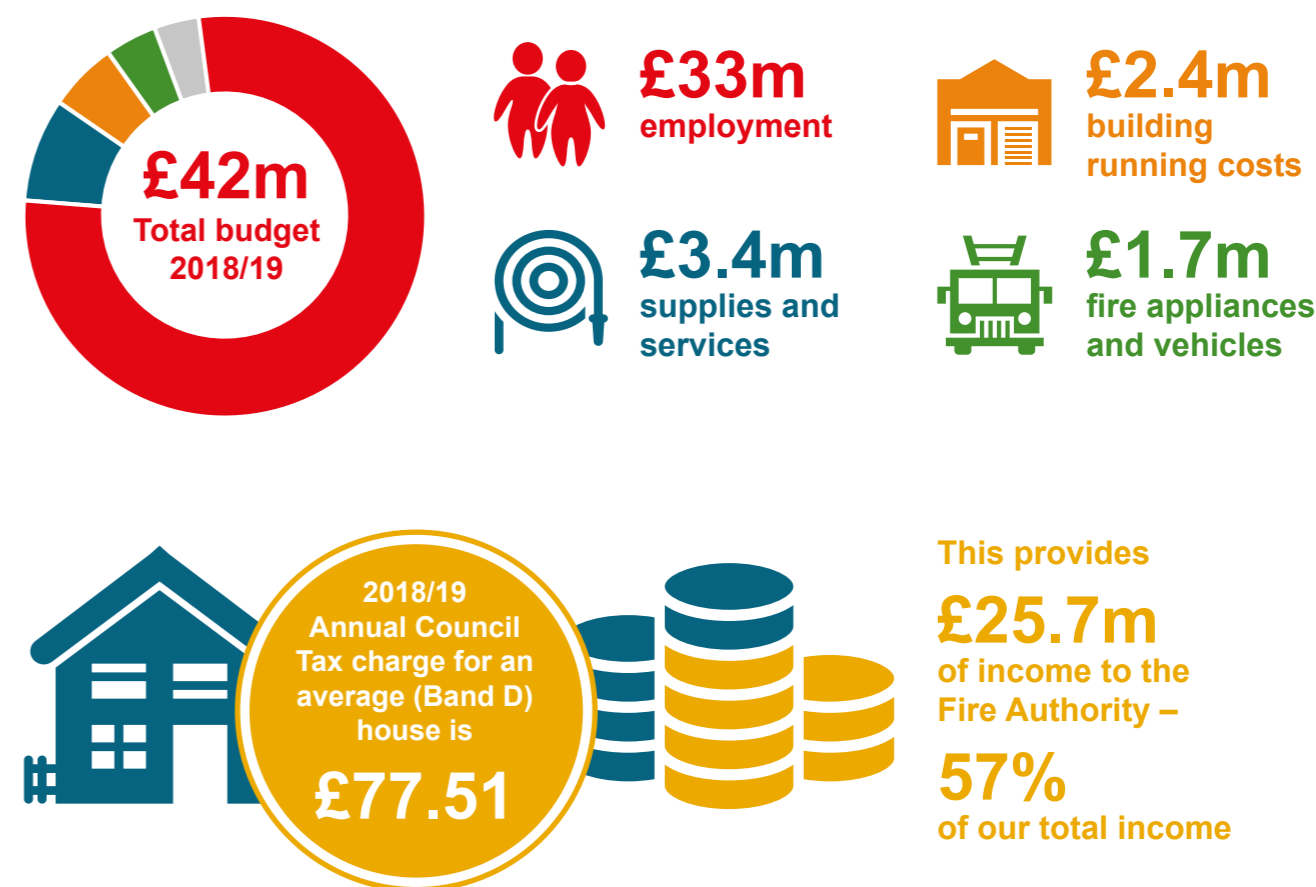 £42m
Total budget
2018/19
£33m
employment
£2.4m
building
running costs
£3.4m
supplies and
services
£1.7m
fire appliances
and vehicles
2018/19
Annual Council
Tax charge for an
average (Band D)
house is
£77.51
This provides
£25.7m
of income to the
Fire Authority –
57%
of our total income